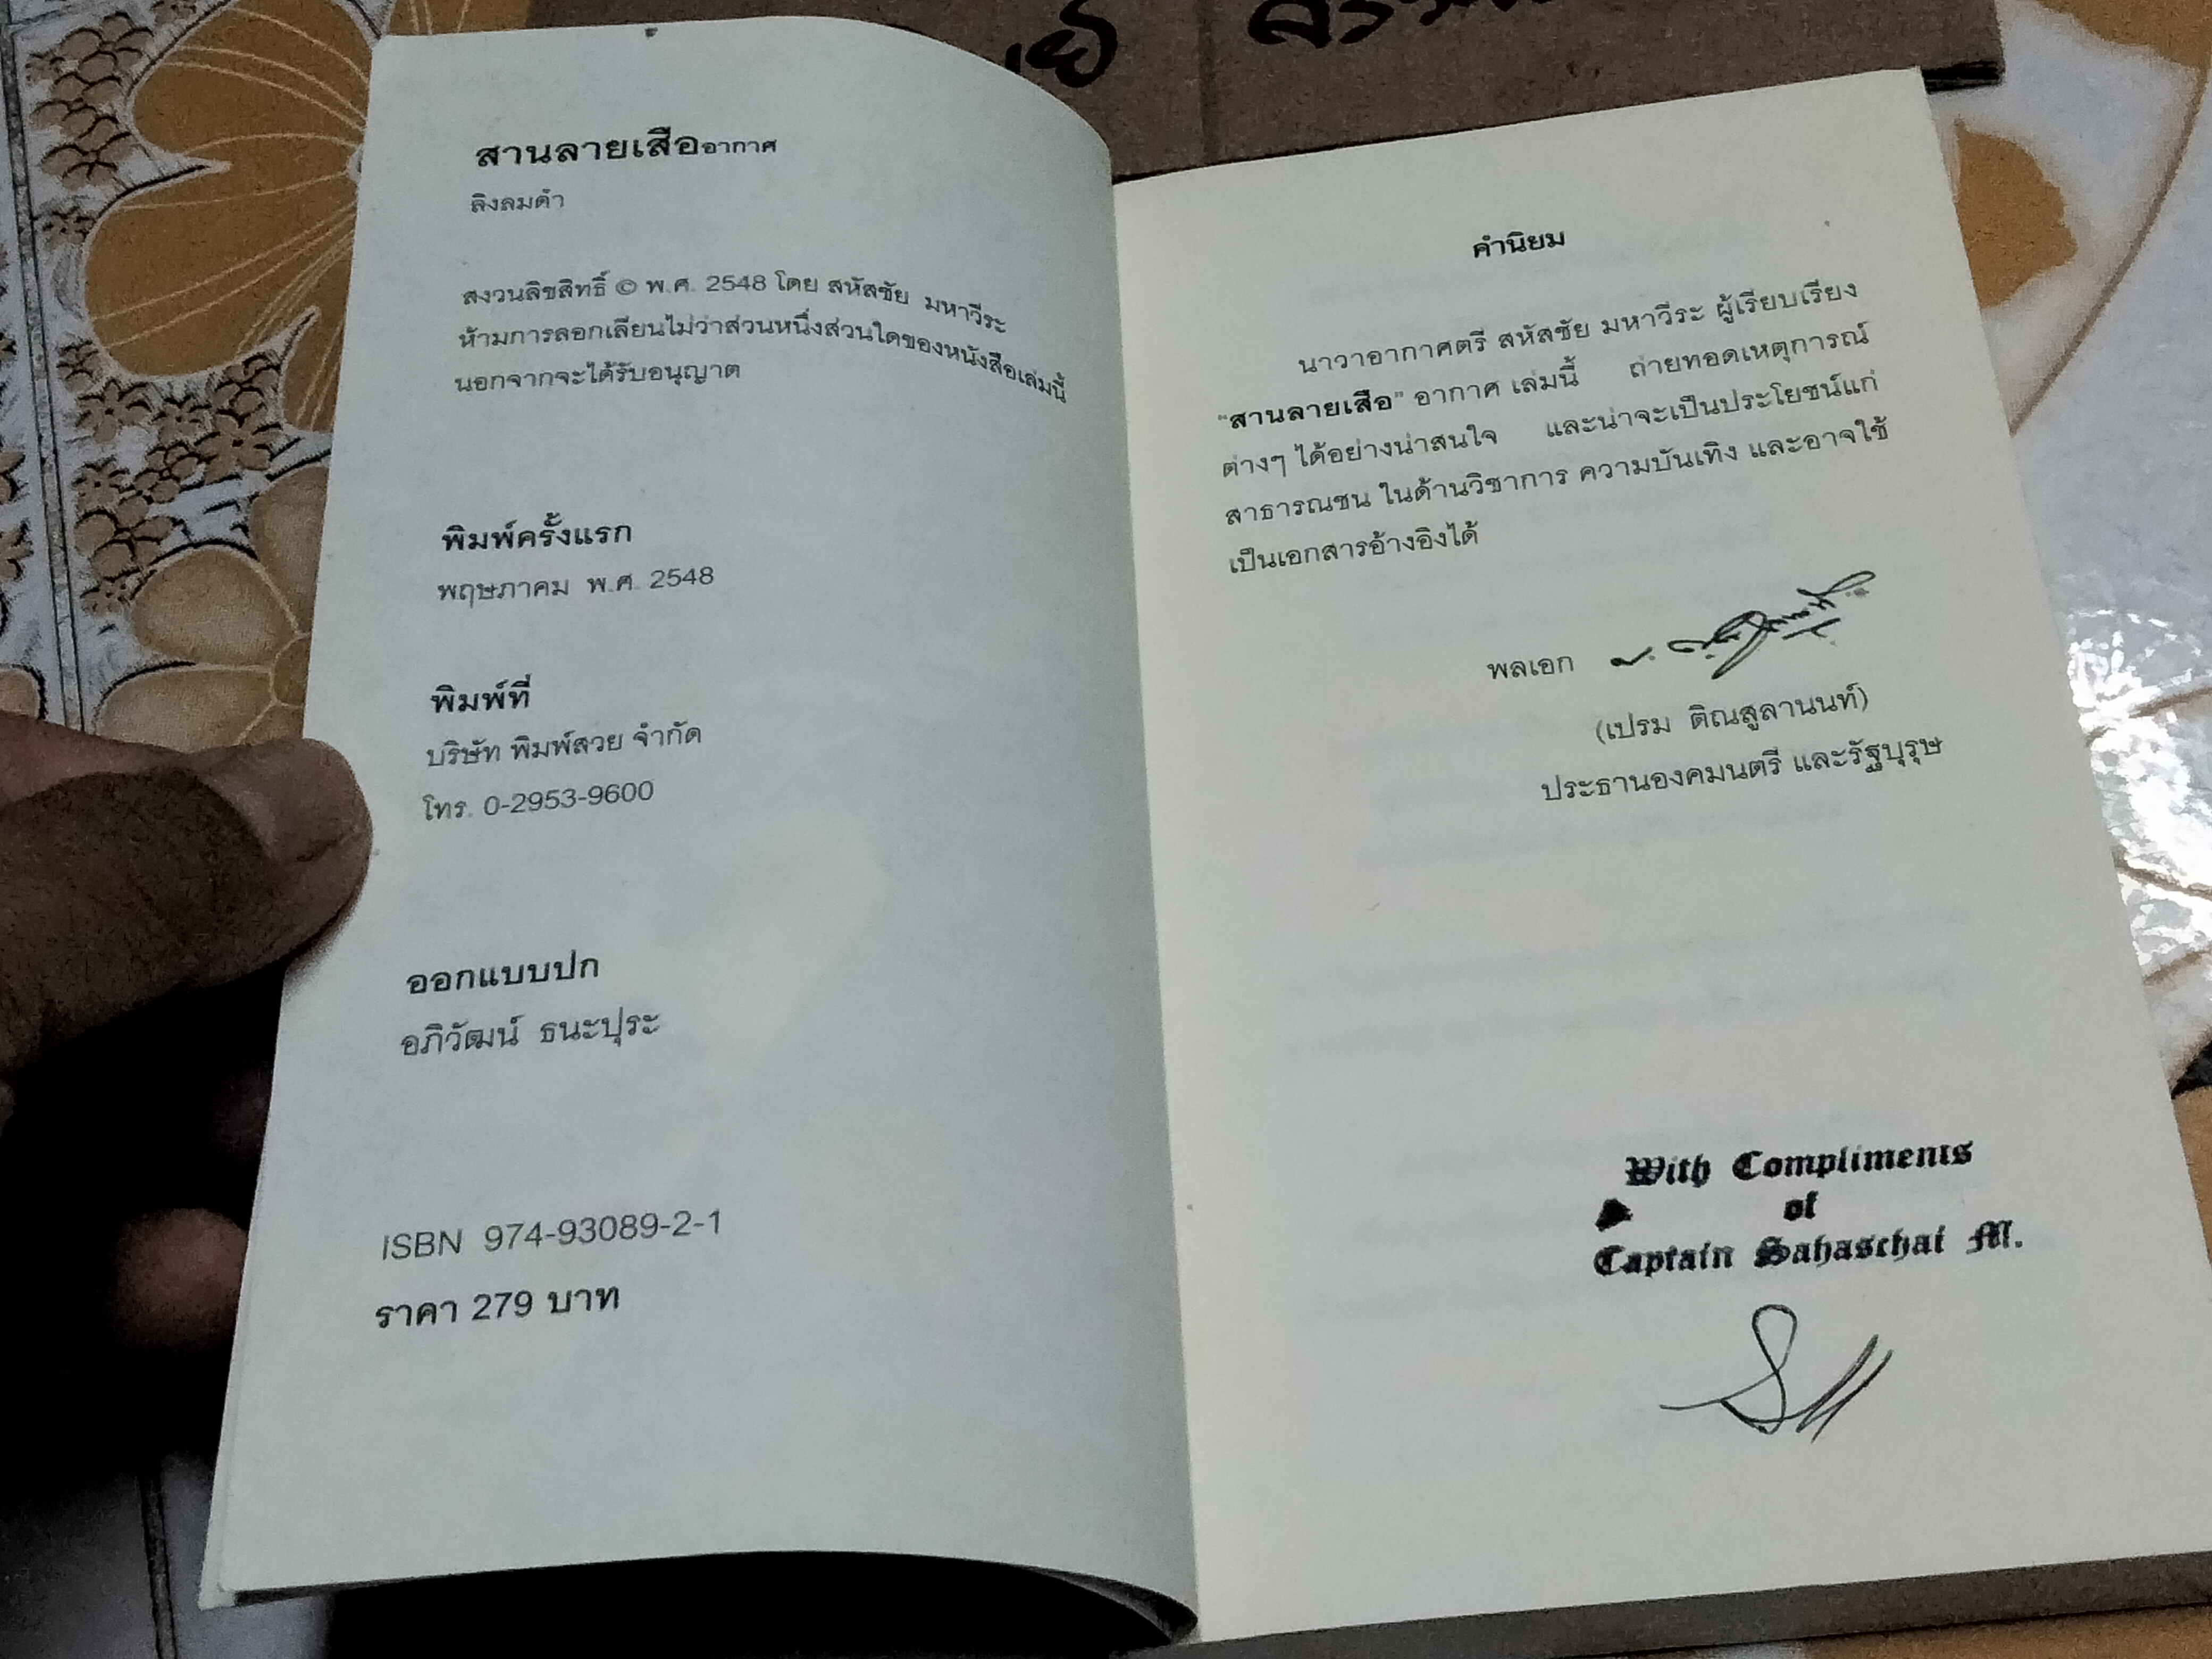 สานลายเสืออากาศ
ลิงลมดำ
สงวนลิขสิทธิ์ © พ.ศ. 2548 โดย สหัสชัย มหาวีระ
ห้ามการลอกเลียนไม่ว่าส่วนหนึ่งส่วนใดของหนังสือเล่มนี้
นอกจากจะได้รับอนุญาต
พิมพ์ครั้งแรก
พฤษภาคม พ.ศ. 2548
พิมพ์ที่
บริษัท พิมพ์สวย จำกัด
โทร. 0-2953-9600
ออกแบบปก
อภิวัฒน์ ธนะปุระ
ISBN 974-93089-2-1
ราคา 279 บาท
คำนิยม
นาวาอากาศตรี สหัสชัย มหาวีระ ผู้เรียบเรียง
"สานลายเสือ" อากาศ เล่มนี้ ถ่ายทอดเหตุการณ์
ต่างๆ ได้อย่างน่าสนใจ และน่าจะเป็นประโยชน์แก่
สาธารณชน ในด้านวิชาการ ความบันเทิง และอาจใช้
เป็นเอกสารอ้างอิงได้
พลเอก
(เปรม ติณสูลานนท์)
ประธานองคมนตรี และรัฐบุรุษ
With Compliments
of
Captain Sahaschai M.